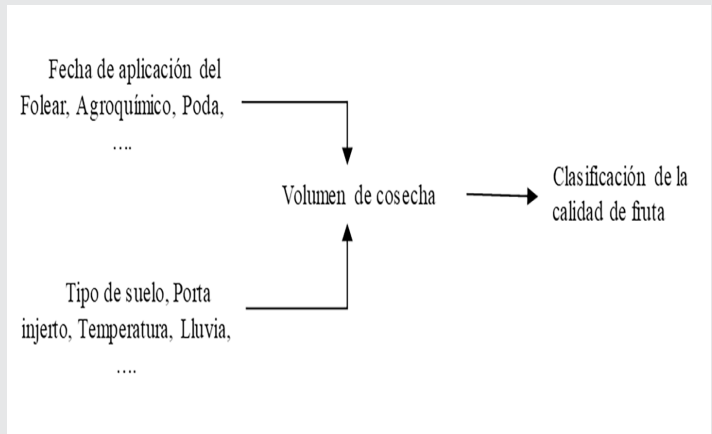 Fecha de aplicación del
Folear, Agroquímico, Poda,
....
Volumen de cosecha
Clasificación de la
calidad de fruta
Tipo de suelo, Porta
injerto, Temperatura, Lluvia,
....